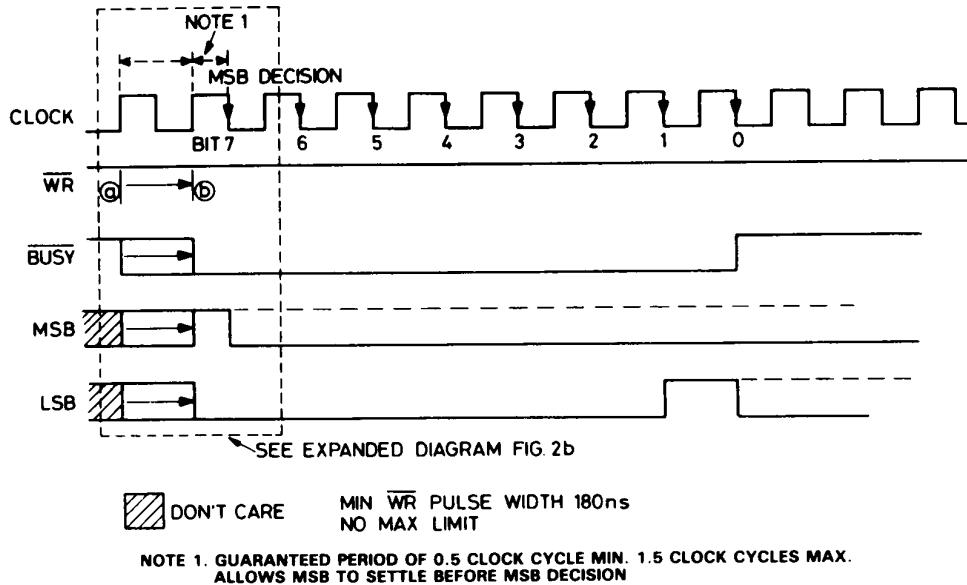 NOTE 1
MSB DECISION
CLOCK
BIT 7 6 5 4 3 2 1 0
WR
a b
BUSY
MSB
LSB
SEE EXPANDED DIAGRAM FIG. 2b
DON'T CARE
MIN WR PULSE WIDTH 180ns
NO MAX LIMIT
NOTE 1. GUARANTEED PERIOD OF 0.5 CLOCK CYCLE MIN. 1.5 CLOCK CYCLES MAX.
ALLOWS MSB TO SETTLE BEFORE MSB DECISION